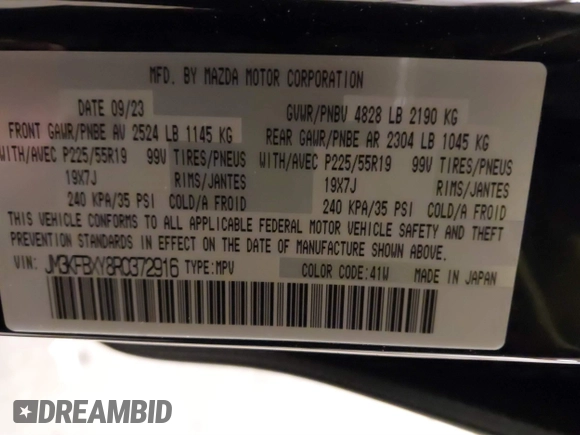 MFD. BY MAZDA MOTOR CORPORATION
DATE 09/23
GVWR/PNBV 4828 LB 2190 KG
FRONT GAWR/PNBE AV 2524 LB 1145 KG
REAR GAWR/PNBE AR 2304 LB 1045 KG
WITH/AVEC P225/55R19 99V TIRES/PNEUS
WITH/AVEC P225/55R19 99V TIRES/PNEUS
19X7J RIMS/JANTES
19X7J RIMS/JANTES
240 KPA/35 PSI COLD/A FROID
240 KPA/35 PSI COLD/A FROID
THIS VEHICLE CONFORMS TO ALL APPLICABLE FEDERAL MOTOR VEHICLE SAFETY AND THEFT
PREVENTION STANDARDS IN EFFECT ON THE DATE OF MANUFACTURE SHOWN ABOVE.
VIN: JM3KFBXY8R0372916 TYPE:MPV COLOR CODE:41W MADE IN JAPAN
DREAMBID